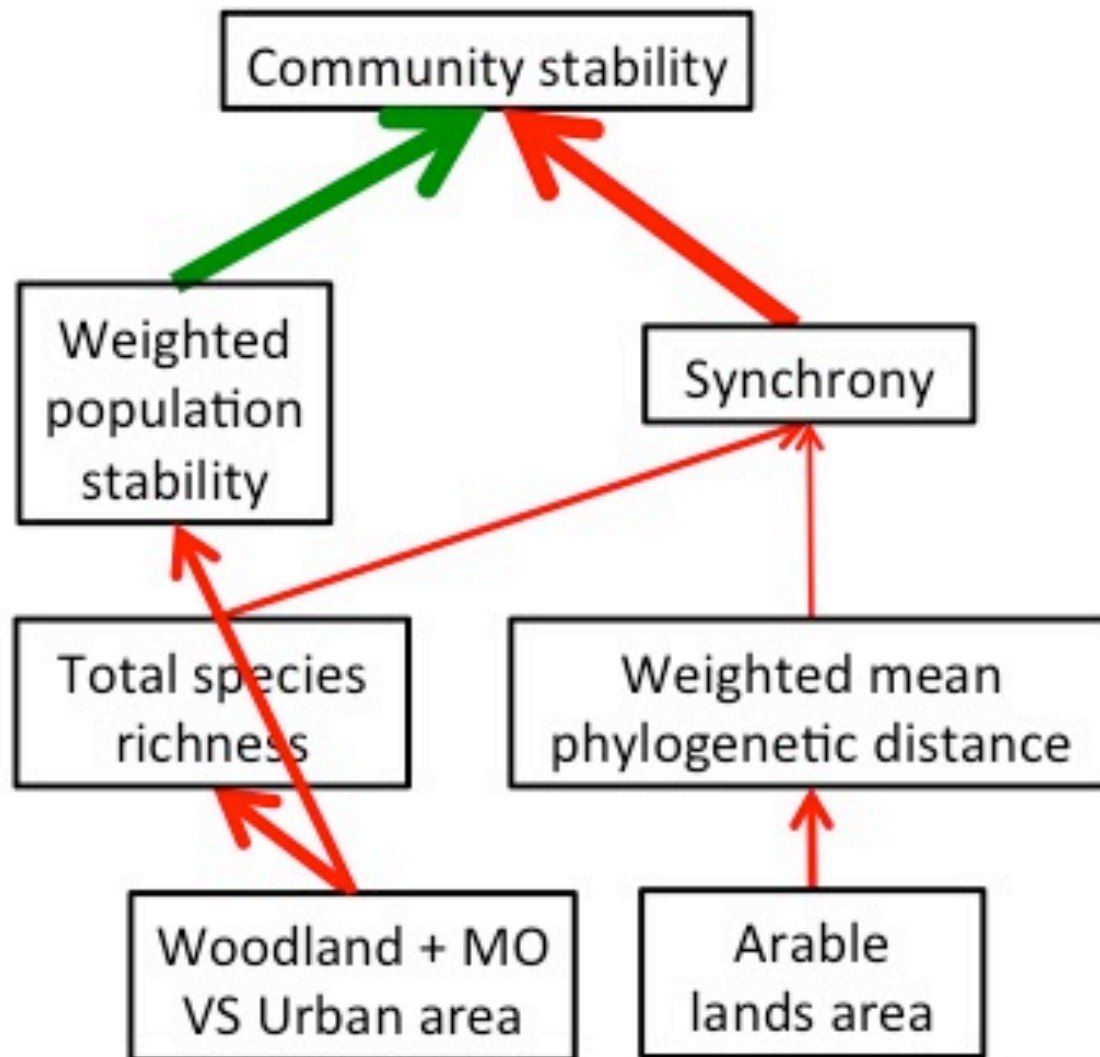 Community stability
Weighted
population
stability
Synchrony
Total species
richness
Weighted mean
phylogenetic distance
Woodland + MO
VS Urban area
Arable
lands area